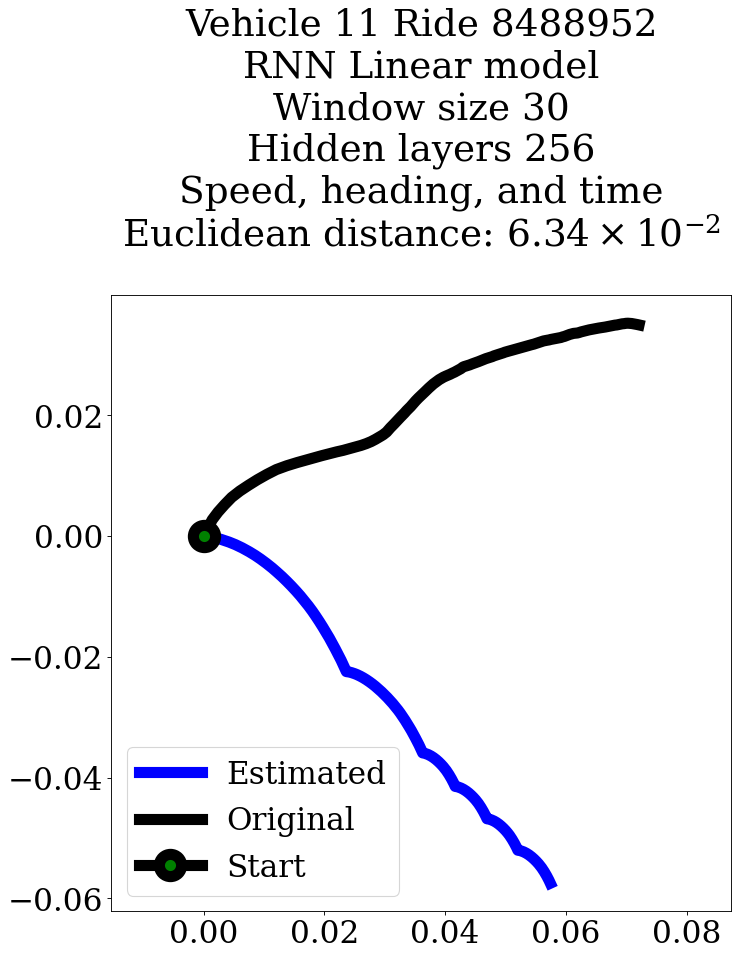 Vehicle 11 Ride 8488952
RNN Linear model
Window size 30
Hidden layers 256
Speed, heading, and time
Euclidean distance: 6.34 × 10⁻²
0.02
0.00
−0.02
−0.04
−0.06
Estimated
Original
Start
0.00 0.02 0.04 0.06 0.08